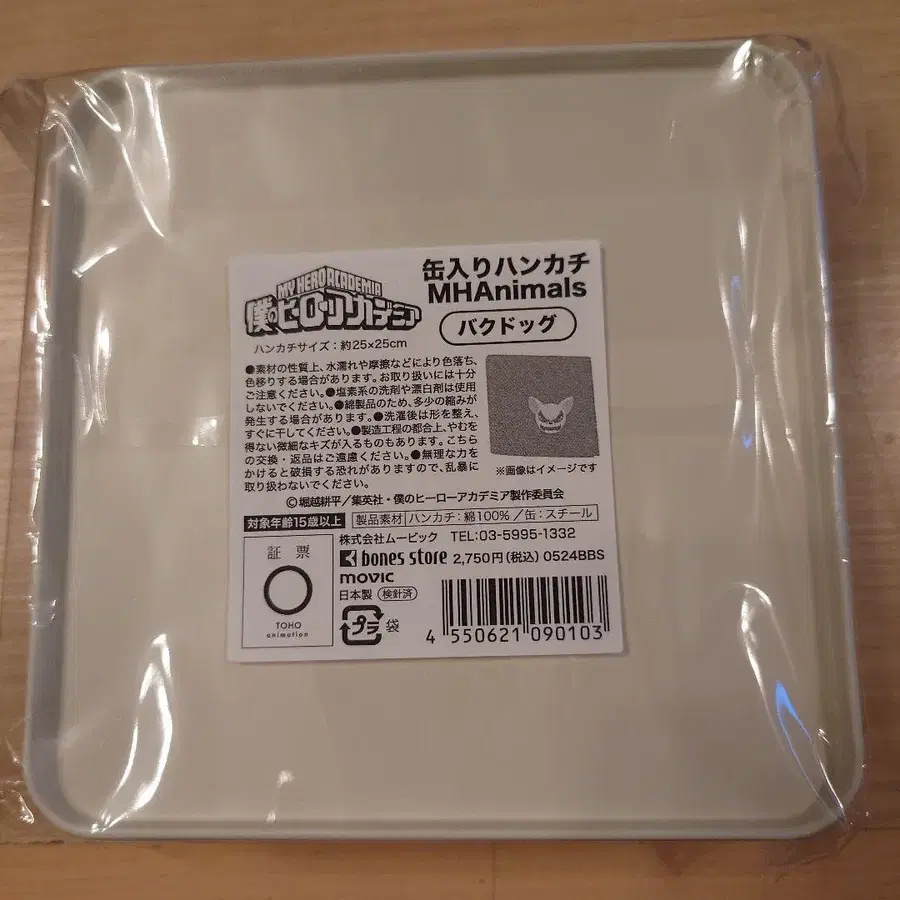 MY HERO ACADEMIA
僕のヒーローアカデミア
缶入りハンカチ
MHAnimals
バクドッグ
ハンカチサイズ：約25×25cm
●素材の性質上、水濡れや摩擦などにより色落ち、
色移りする場合があります。お取り扱いには十分
ご注意ください。●塩素系の洗剤や漂白剤は使用
しないでください。●綿製品のため、多少の縮みが
発生する場合があります。●洗濯後は形を整え、
すぐに干してください。●製造工程の都合上、やむを
得ない微細なキズが入るものもあります。こちら
の交換・返品はご遠慮ください。●無理な力を
かけると破損する恐れがありますので、乱暴に
取り扱わないでください。
※画像はイメージです
©堀越耕平／集英社・僕のヒーローアカデミア製作委員会
対象年齢15歳以上
製品素材 ハンカチ：綿100%／缶：スチール
株式会社ムービック TEL:03-5995-1332
bones store 2,750円(税込) 0524BBS
movic
日本製 検針済
プラ 袋
証票
TOHO
animation
4 550621 090103